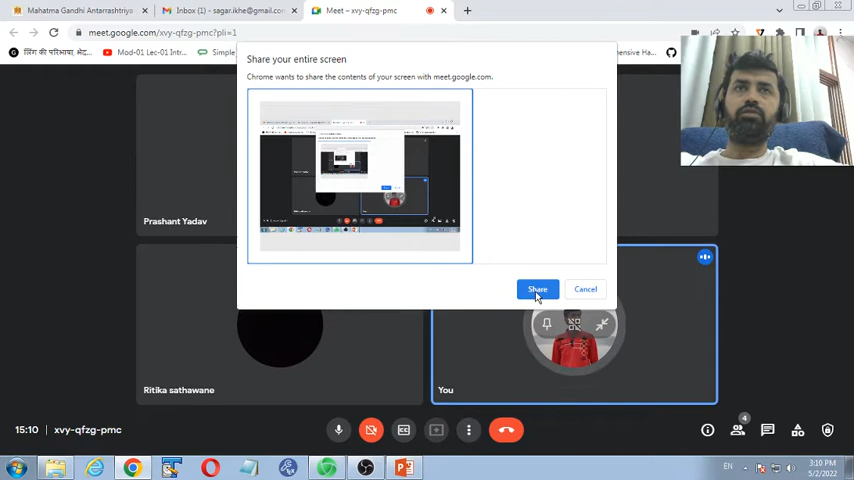 Mahatma Gandhi Antarrashtriya
Inbox (1) - sagar.ikhe@gmail.com
Meet – xvy-qfzg-pmc
meet.google.com/xvy-qfzg-pmc?pli=1
लिंग की परिभाषा, क्षेद...
Mod-01 Lec-01 Intr...
Share your entire screen
Chrome wants to share the contents of your screen with meet.google.com.
Share
Cancel
Prashant Yadav
Ritika sathawane
You
15:10 | xvy-qfzg-pmc
4
EN
3:10 PM
5/2/2022